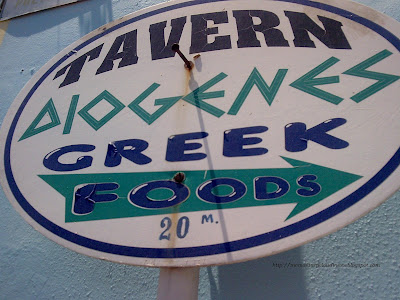 TAVERN
DIOGENES
GREEK
FOODS
20 M.